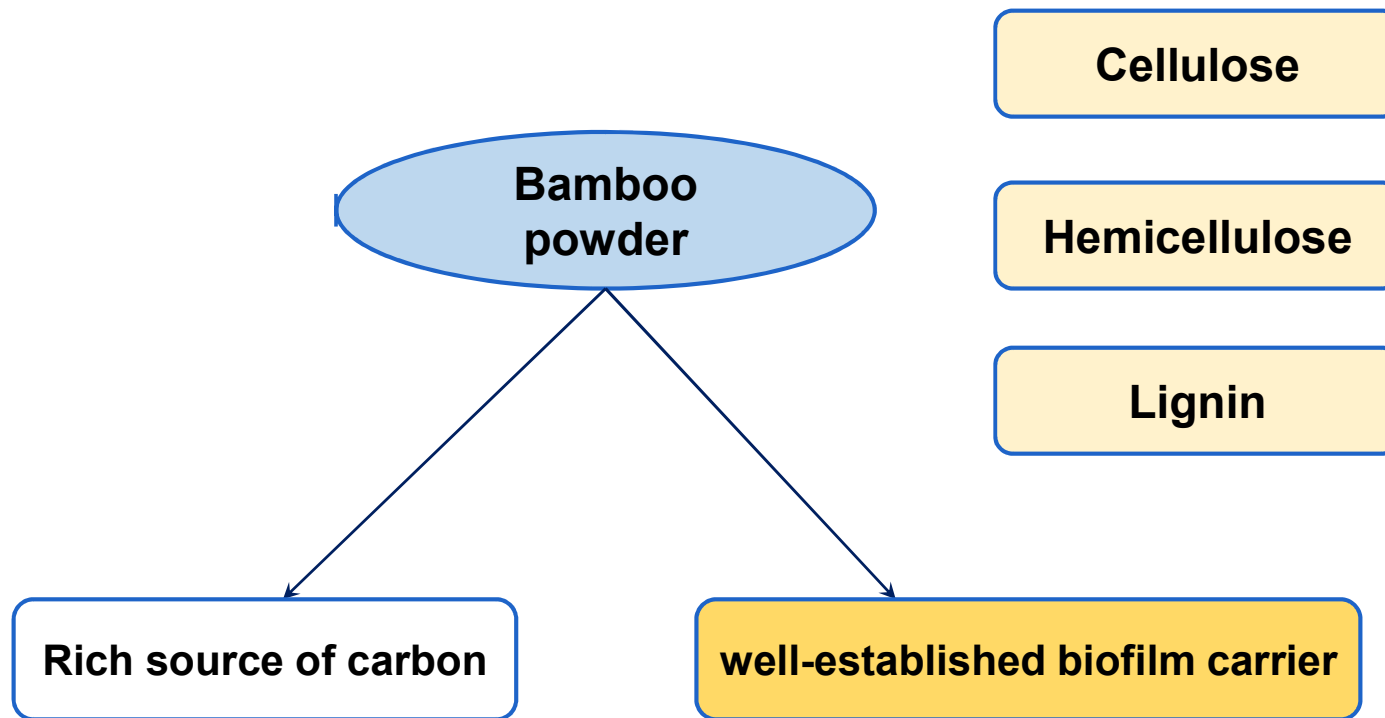 Cellulose
Bamboo
powder
Hemicellulose
Lignin
Rich source of carbon
well-established biofilm carrier